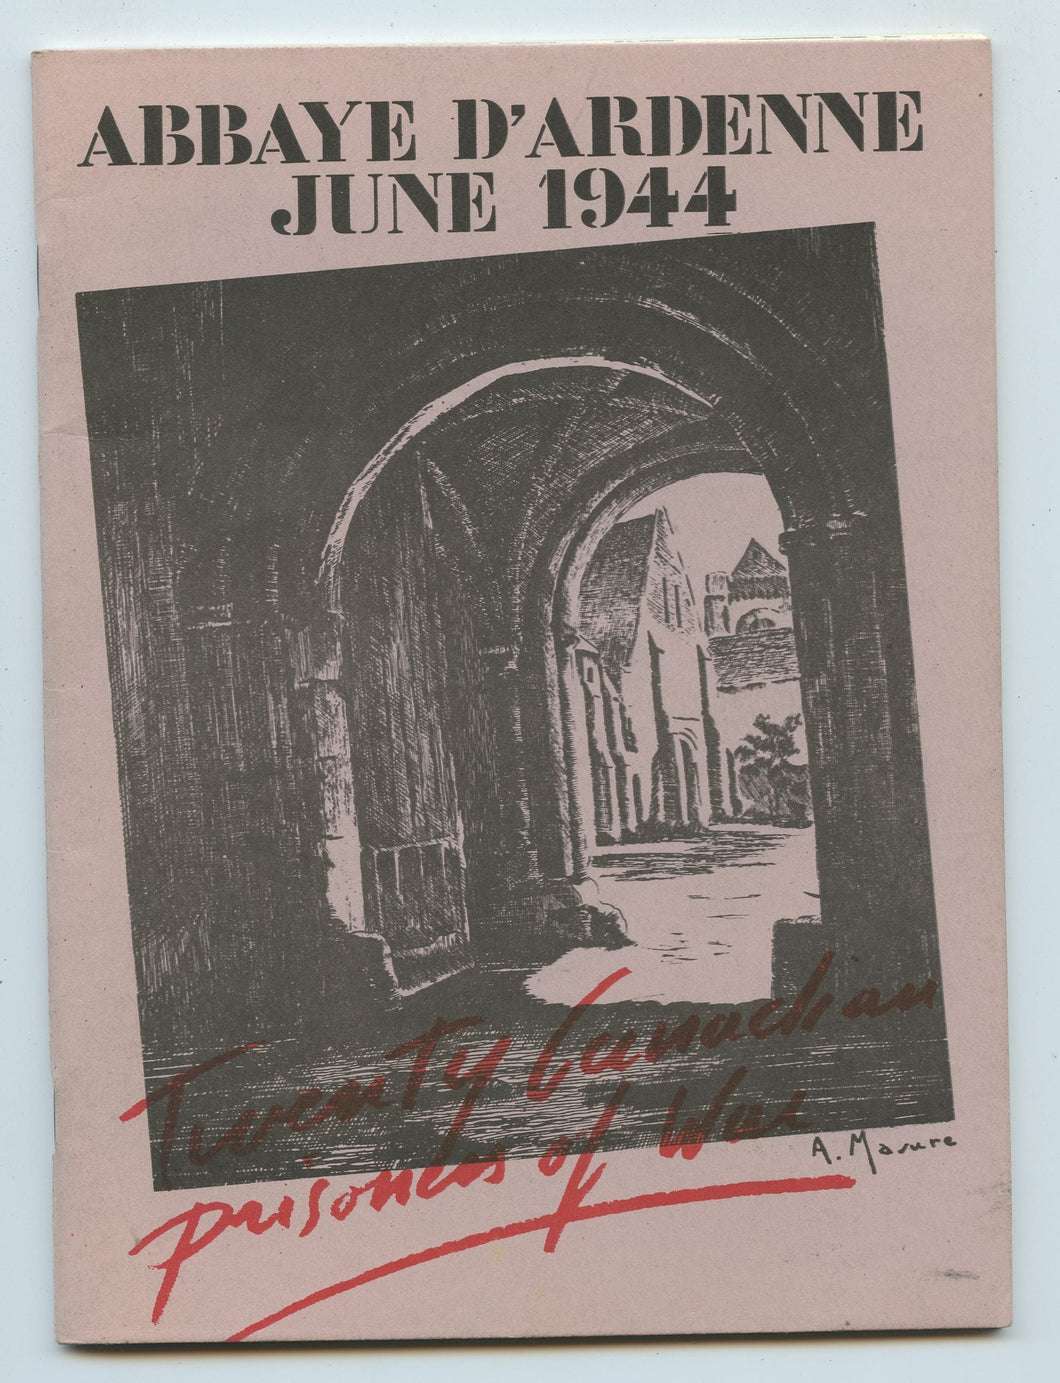 ABBAYE D'ARDENNE
JUNE 1944
Twenty Canadian
prisoners of War
A. Masure